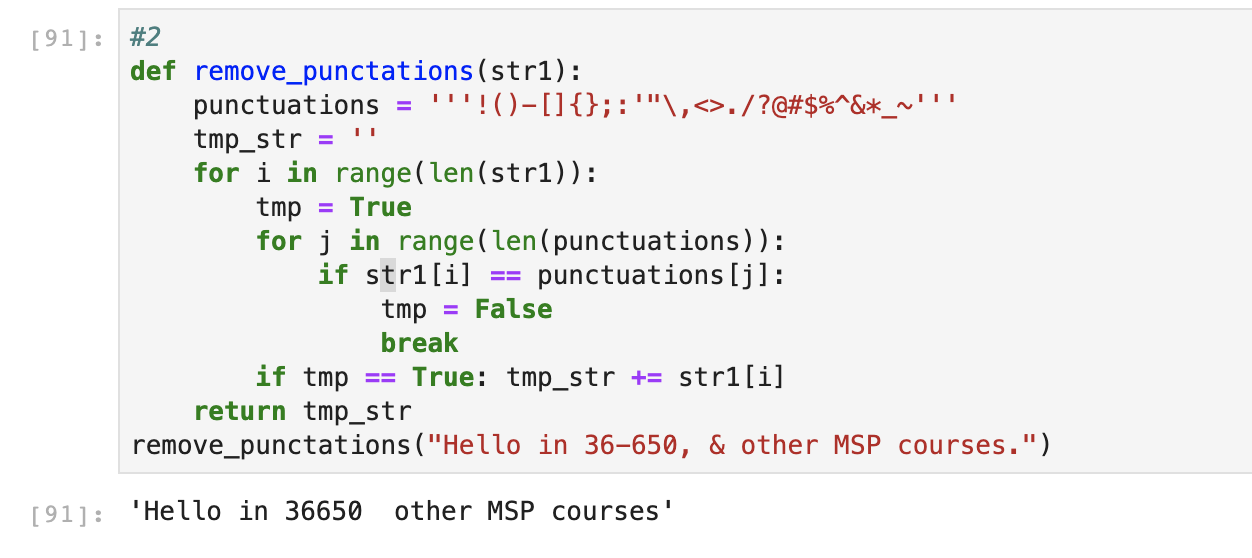 [91]: #2
def remove_punctations(str1):
    punctuations = '''!()-[]{};:'"\,<>./?@#$%^&*_~'''
    tmp_str = ''
    for i in range(len(str1)):
        tmp = True
        for j in range(len(punctuations)):
            if str1[i] == punctuations[j]:
                tmp = False
                break
        if tmp == True: tmp_str += str1[i]
    return tmp_str
remove_punctations("Hello in 36-650, & other MSP courses.")
[91]: 'Hello in 36650  other MSP courses'